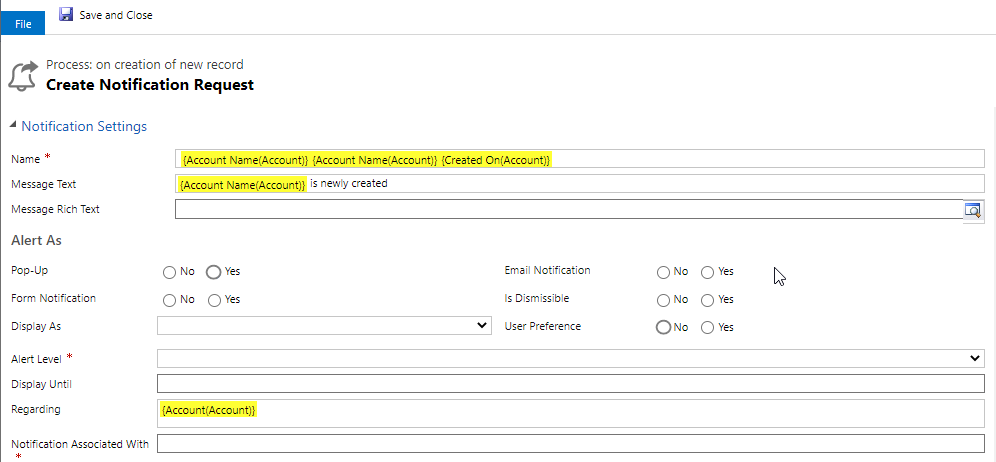 File Save and Close
Process: on creation of new record
Create Notification Request
Notification Settings
Name * {Account Name(Account)} {Account Name(Account)} {Created On(Account)}
Message Text {Account Name(Account)} is newly created
Message Rich Text
Alert As
Pop-Up No Yes Email Notification No Yes
Form Notification No Yes Is Dismissible No Yes
Display As User Preference No Yes
Alert Level *
Display Until
Regarding {Account(Account)}
Notification Associated With
*